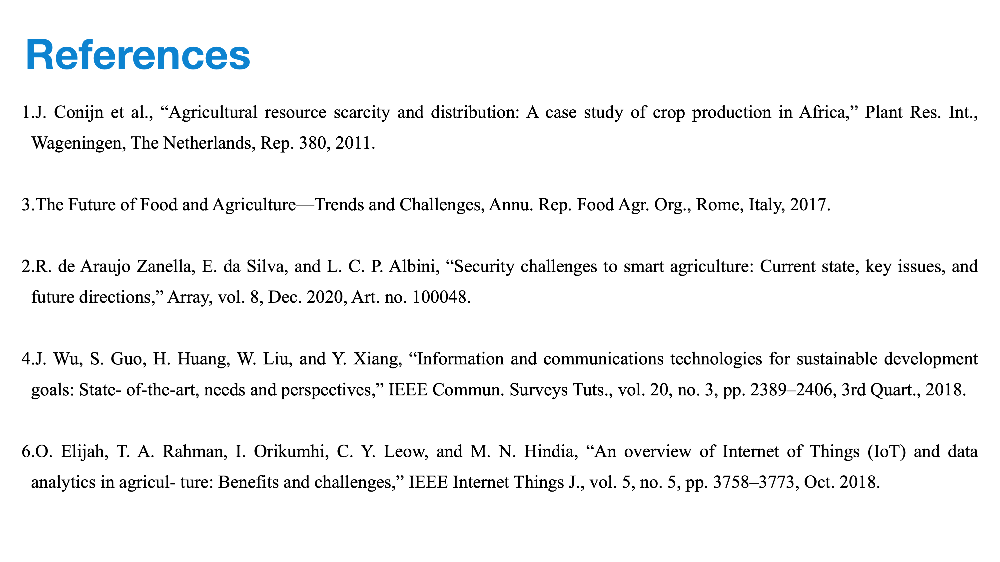 References
1.J. Conijn et al., “Agricultural resource scarcity and distribution: A case study of crop production in Africa,” Plant Res. Int.,
Wageningen, The Netherlands, Rep. 380, 2011.
3.The Future of Food and Agriculture—Trends and Challenges, Annu. Rep. Food Agr. Org., Rome, Italy, 2017.
2.R. de Araujo Zanella, E. da Silva, and L. C. P. Albini, “Security challenges to smart agriculture: Current state, key issues, and
future directions,” Array, vol. 8, Dec. 2020, Art. no. 100048.
4.J. Wu, S. Guo, H. Huang, W. Liu, and Y. Xiang, “Information and communications technologies for sustainable development
goals: State- of-the-art, needs and perspectives,” IEEE Commun. Surveys Tuts., vol. 20, no. 3, pp. 2389–2406, 3rd Quart., 2018.
6.O. Elijah, T. A. Rahman, I. Orikumhi, C. Y. Leow, and M. N. Hindia, “An overview of Internet of Things (IoT) and data
analytics in agricul- ture: Benefits and challenges,” IEEE Internet Things J., vol. 5, no. 5, pp. 3758–3773, Oct. 2018.